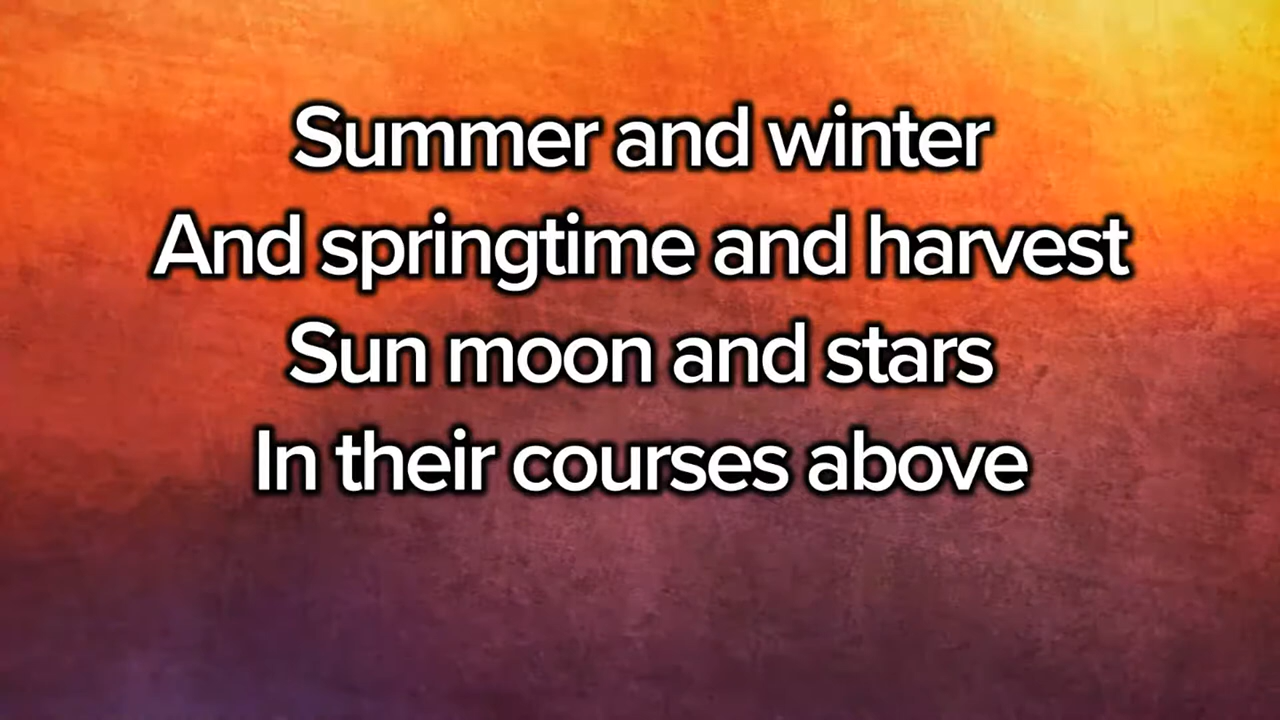 Summer and winter
And springtime and harvest
Sun moon and stars
In their courses above